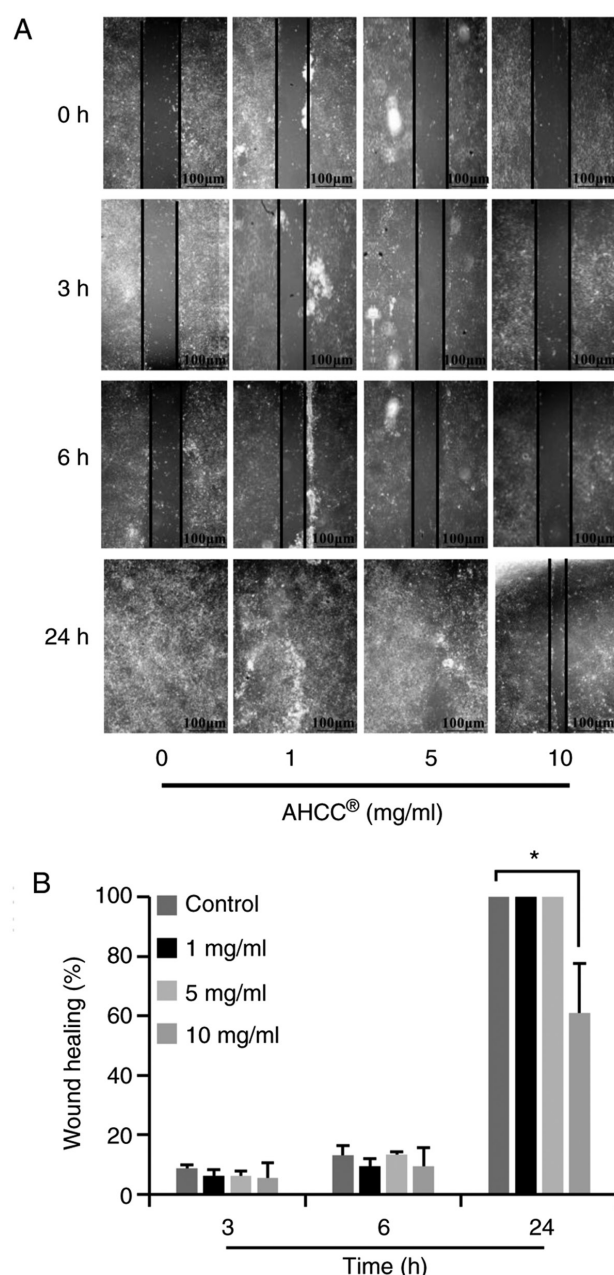 A
0 h
100μm 100μm 100μm 100μm
3 h
100nm 100μm 100μm 100μm
6 h
100μm 100μm 100μm 100μm
24 h
100μm 100μm 100μm 100μm
0 1 5 10
AHCC® (mg/ml)
B
*
Wound healing (%)
100
80
60
40
20
0
Control
1 mg/ml
5 mg/ml
10 mg/ml
3 6 24
Time (h)